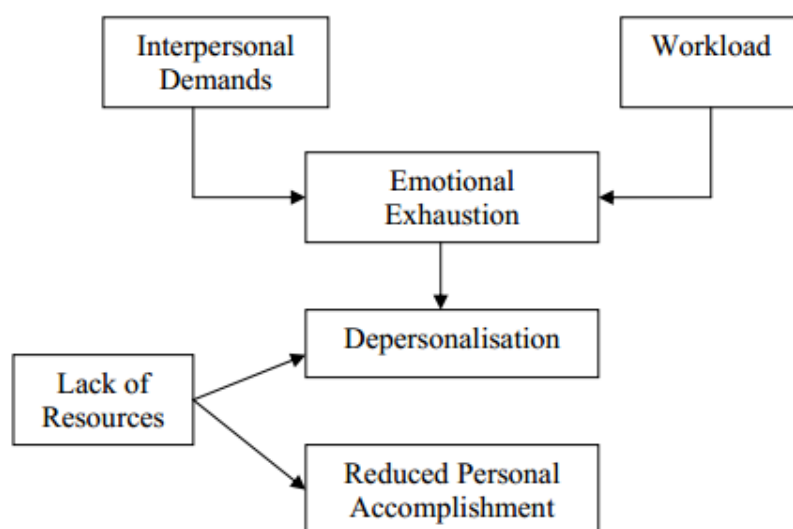 Interpersonal
Demands
Workload
Emotional
Exhaustion
Depersonalisation
Lack of
Resources
Reduced Personal
Accomplishment